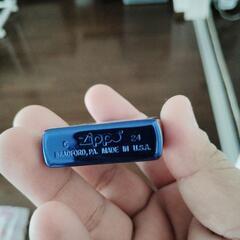 C Zippo 24
BRADFORD, PA. MADE IN U.S.A.